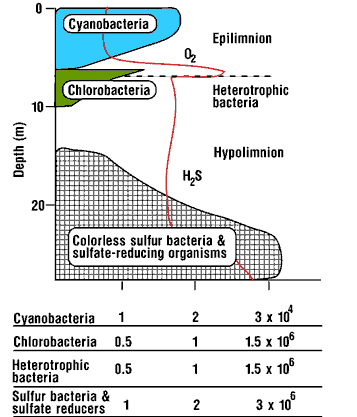 0
Cyanobacteria
O2
Epilimnion
Chlorobacteria
Heterotrophic
bacteria
10
Depth (m)
Hypolimnion
H2S
20
Colorless sulfur bacteria &
sulfate-reducing organisms
Cyanobacteria 1 2 3 x 10^4
Chlorobacteria 0.5 1 1.5 x 10^6
Heterotrophic
bacteria 0.5 1 1.5 x 10^6
Sulfur bacteria &
sulfate reducers 1 2 3 x 10^6